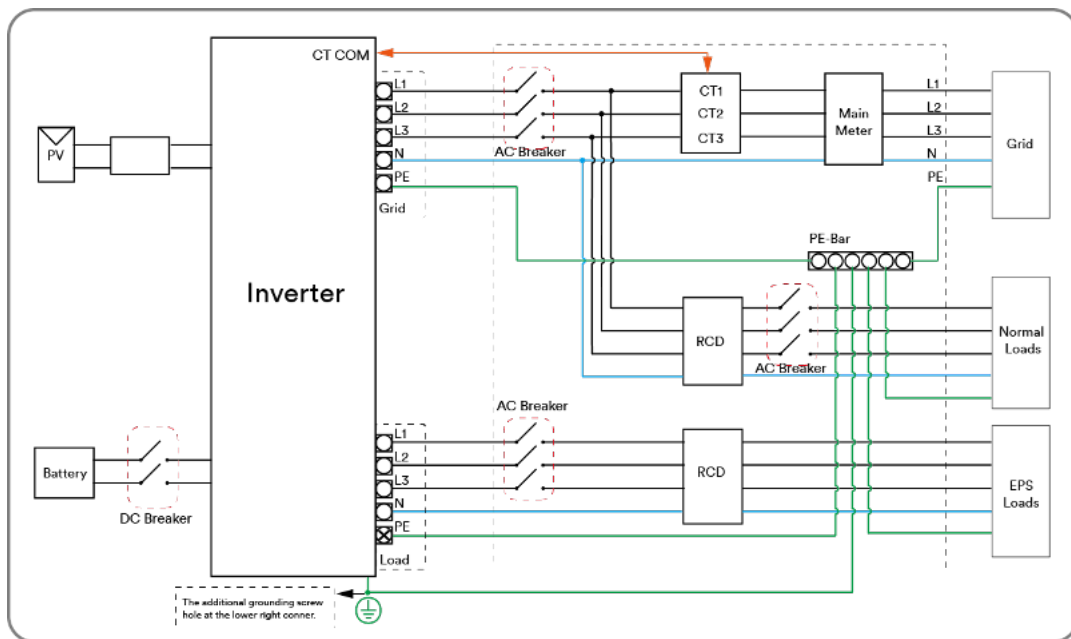 CT COM
L1
L2
L3
N
PE
Grid
AC Breaker
CT1
CT2
CT3
Main
Meter
L1
L2
L3
N
PE
Grid
PV
Inverter
PE-Bar
RCD
AC Breaker
Normal
Loads
Battery
DC Breaker
L1
L2
L3
N
PE
Load
AC Breaker
RCD
EPS
Loads
The additional grounding screw
hole at the lower right conner.